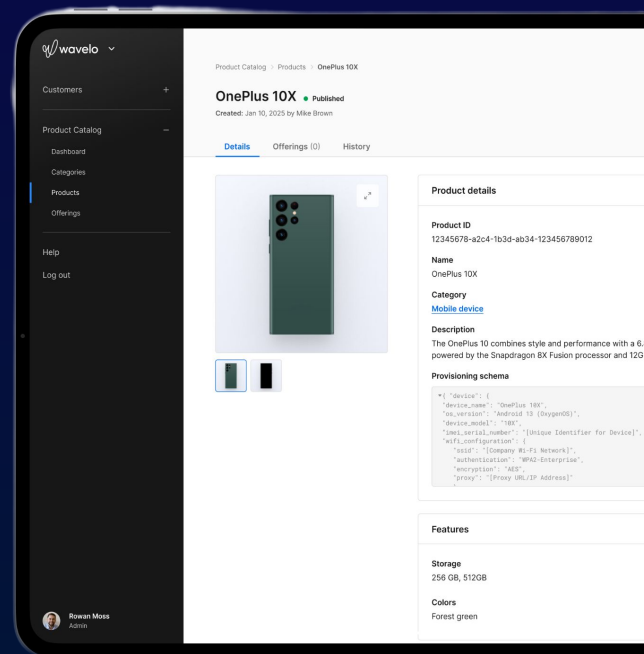 wavelo
Customers
Product Catalog
Dashboard
Categories
Products
Offerings
Help
Log out
Rowan Moss
Admin
Product Catalog > Products > OnePlus 10X
OnePlus 10X • Published
Created: Jan 10, 2025 by Mike Brown
Details Offerings (0) History
Product details
Product ID
12345678-a2c4-1b3d-ab34-123456789012
Name
OnePlus 10X
Category
Mobile device
Description
The OnePlus 10 combines style and performance with a 6.
powered by the Snapdragon 8X Fusion processor and 12G
Provisioning schema
{ "device": {
"device_name": "OnePlus 10X",
"os_version": "Android 13 (OxygenOS)",
"device_model": "10X",
"imei_serial_number": "[Unique Identifier for Device]",
"wifi_configuration": {
"ssid": "[Company Wi-Fi Network]",
"authentication": "WPA2-Enterprise",
"encryption": "AES",
"proxy": "[Proxy URL/IP Address]"
Features
Storage
256 GB, 512GB
Colors
Forest green